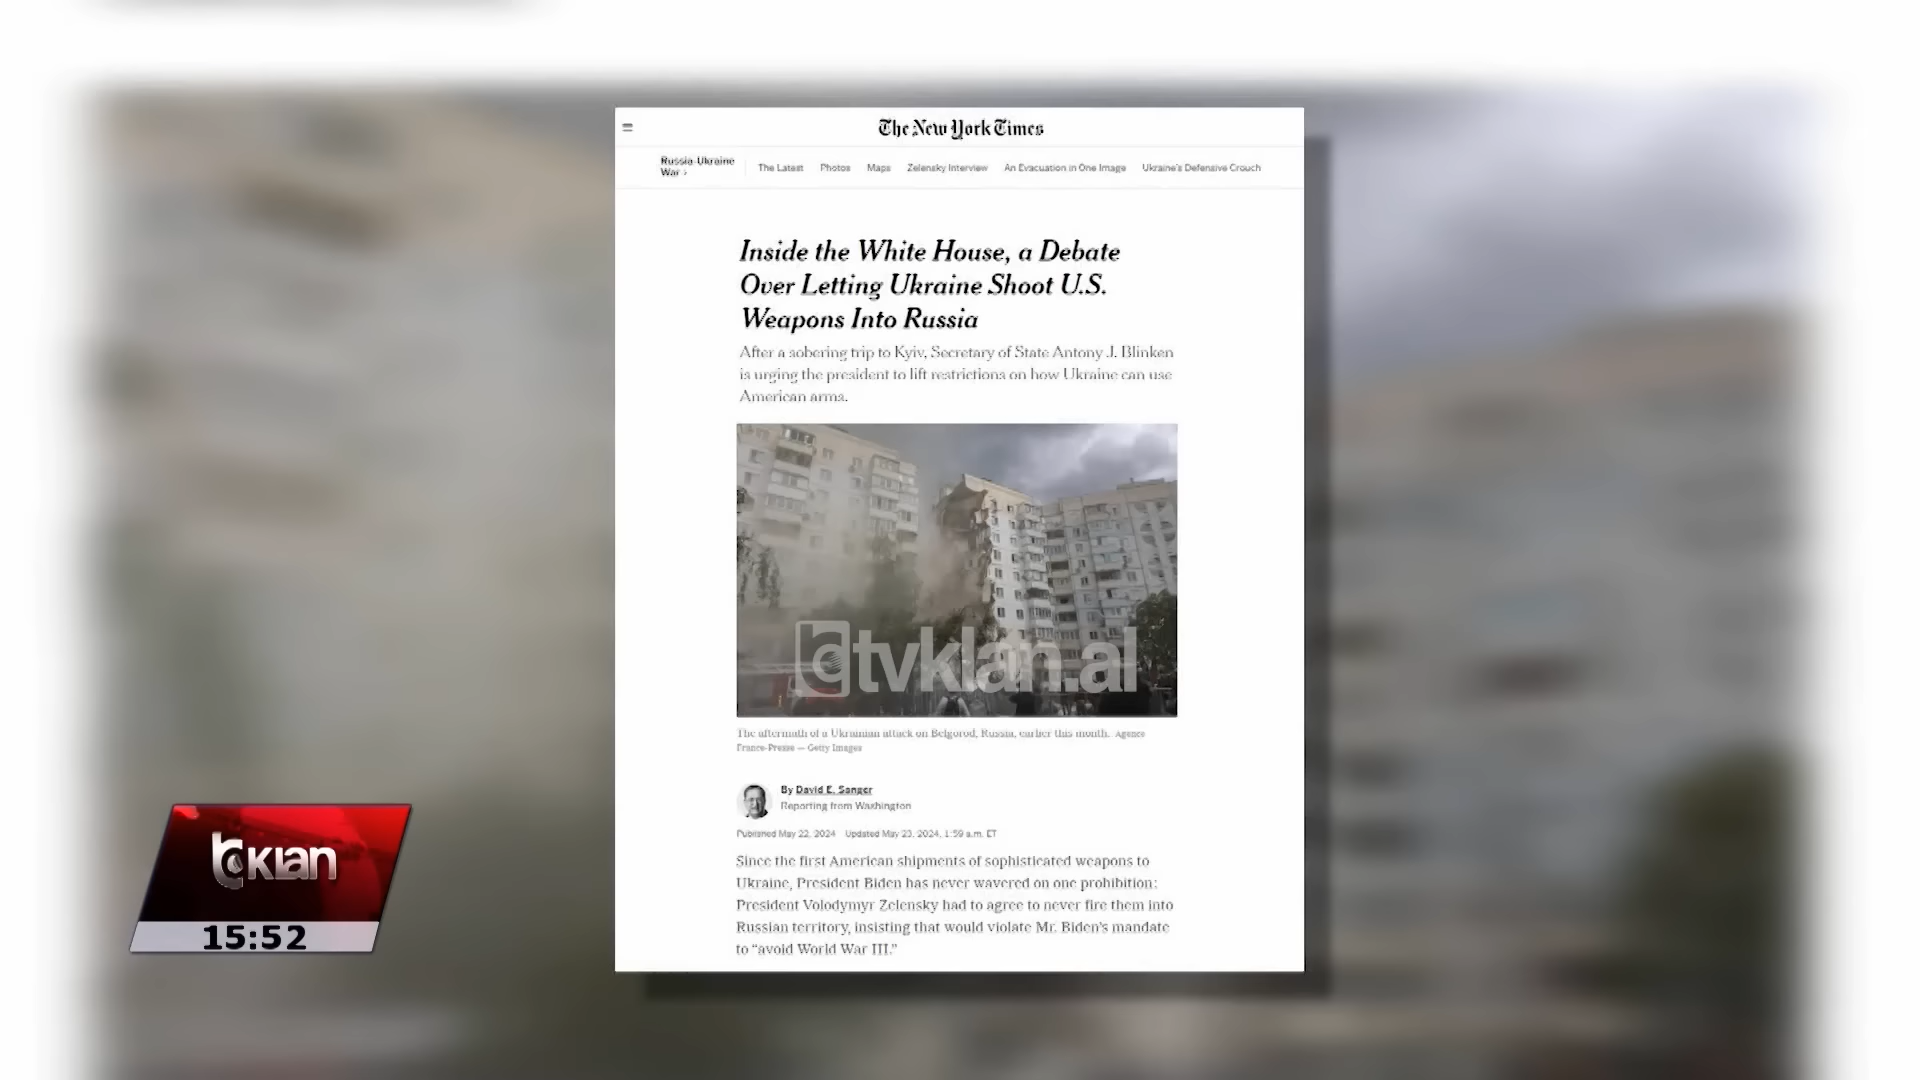 The New York Times
Russia-Ukraine
War ›
The Latest
Photos
Maps
Zelensky Interview
An Evacuation in One Image
Ukraine's Defensive Crouch
Inside the White House, a Debate
Over Letting Ukraine Shoot U.S.
Weapons Into Russia
After a sobering trip to Kyiv, Secretary of State Antony J. Blinken
is urging the president to lift restrictions on how Ukraine can use
American arms.
tvklan.al
The aftermath of a Ukrainian attack on Belgorod, Russia, earlier this month. Agence
France-Presse — Getty Images
By David E. Sanger
Reporting from Washington
Published May 22, 2024 Updated May 23, 2024, 1:59 a.m. ET
Since the first American shipments of sophisticated weapons to
Ukraine, President Biden has never wavered on one prohibition:
President Volodymyr Zelensky had to agree to never fire them into
Russian territory, insisting that would violate Mr. Biden's mandate
to “avoid World War III.”
tvKlan
15:52